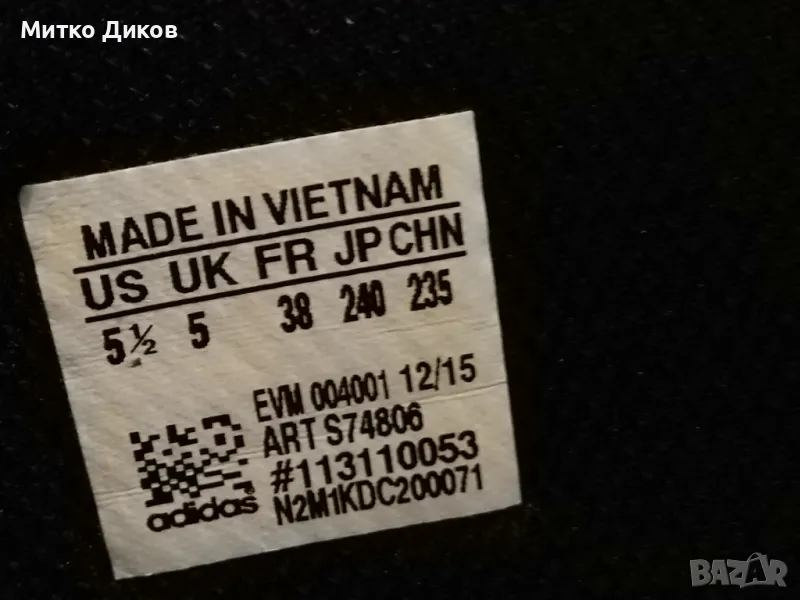 Митко Диков
MADE IN VIETNAM
US UK FR JP CHN
5½ 5 38 240 235
EVM 004001 12/15
ART S74806
#113110053
N2M1KDC200071
adidas®
BAZAR